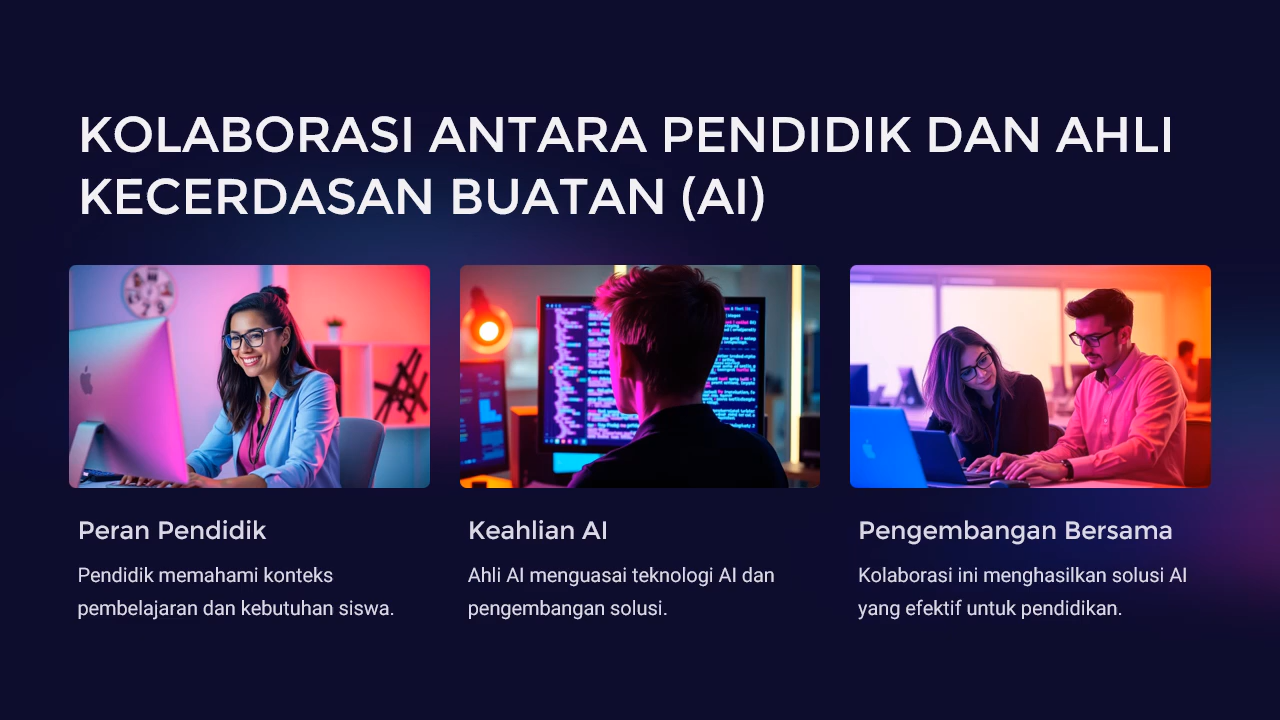 KOLABORASI ANTARA PENDIDIK DAN AHLI
KECERDASAN BUATAN (AI)
Peran Pendidik
Pendidik memahami konteks
pembelajaran dan kebutuhan siswa.
Keahlian AI
Ahli AI menguasai teknologi AI dan
pengembangan solusi.
Pengembangan Bersama
Kolaborasi ini menghasilkan solusi AI
yang efektif untuk pendidikan.